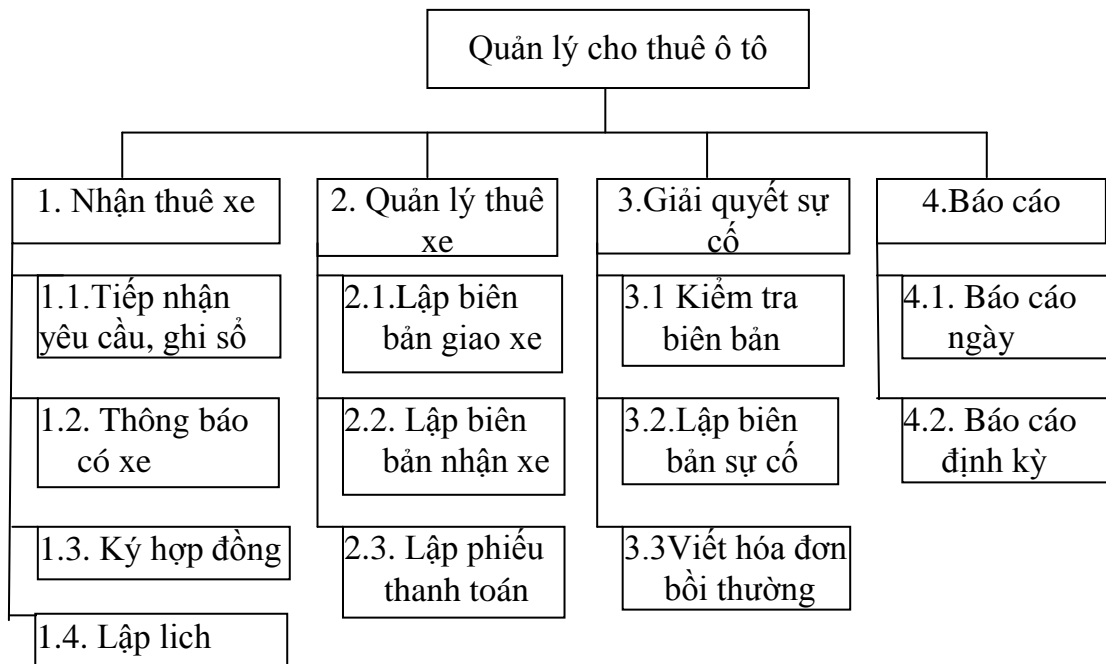 Quản lý cho thuê ô tô
1. Nhận thuê xe
1.1.Tiếp nhận
yêu cầu, ghi sổ
1.2. Thông báo
có xe
1.3. Ký hợp đồng
1.4. Lập lich
2. Quản lý thuê
xe
2.1.Lập biên
bản giao xe
2.2. Lập biên
bản nhận xe
2.3. Lập phiếu
thanh toán
3.Giải quyết sự
cố
3.1 Kiểm tra
biên bản
3.2.Lập biên
bản sự cố
3.3Viết hóa đơn
bồi thường
4.Báo cáo
4.1. Báo cáo
ngày
4.2. Báo cáo
định kỳ